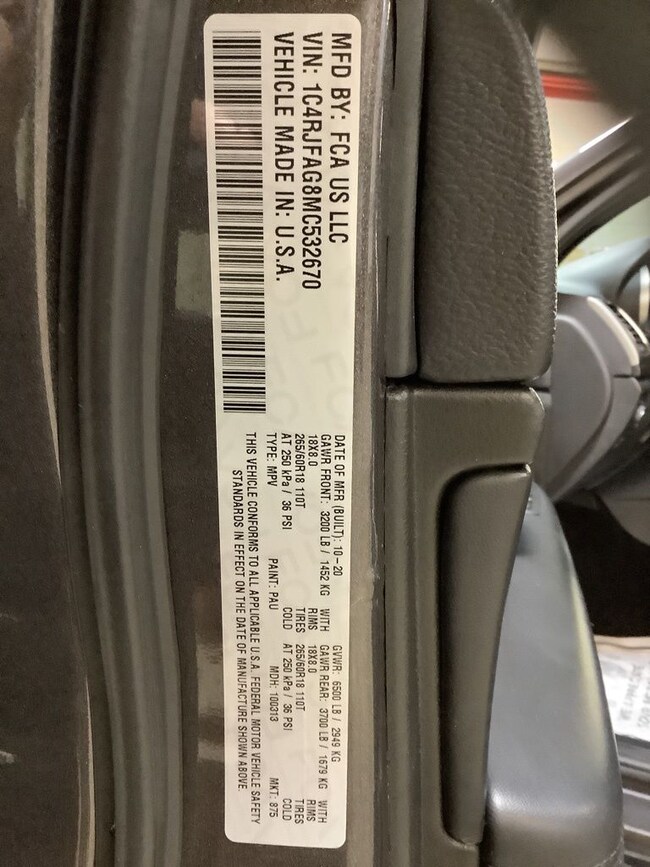 MFD BY: FCA US LLC
VIN: 1C4RJFAG8MC532670
VEHICLE MADE IN: U.S.A.
DATE OF MFR (BUILT): 10-20 GVWR: 6500 LB / 2949 KG
GAWR FRONT: 3200 LB / 1452 KG WITH GAWR REAR: 3700 LB / 1679 KG WITH
18X8.0 RIMS 18X8.0 RIMS
265/60R18 110T TIRES 265/60R18 110T TIRES
AT 250 kPa / 36 PSI COLD AT 250 kPa / 36 PSI COLD
TYPE: MPV PAINT: PAU MDH: 100313 MKT: 875
THIS VEHICLE CONFORMS TO ALL APPLICABLE U.S.A. FEDERAL MOTOR VEHICLE SAFETY
STANDARDS IN EFFECT ON THE DATE OF MANUFACTURE SHOWN ABOVE.